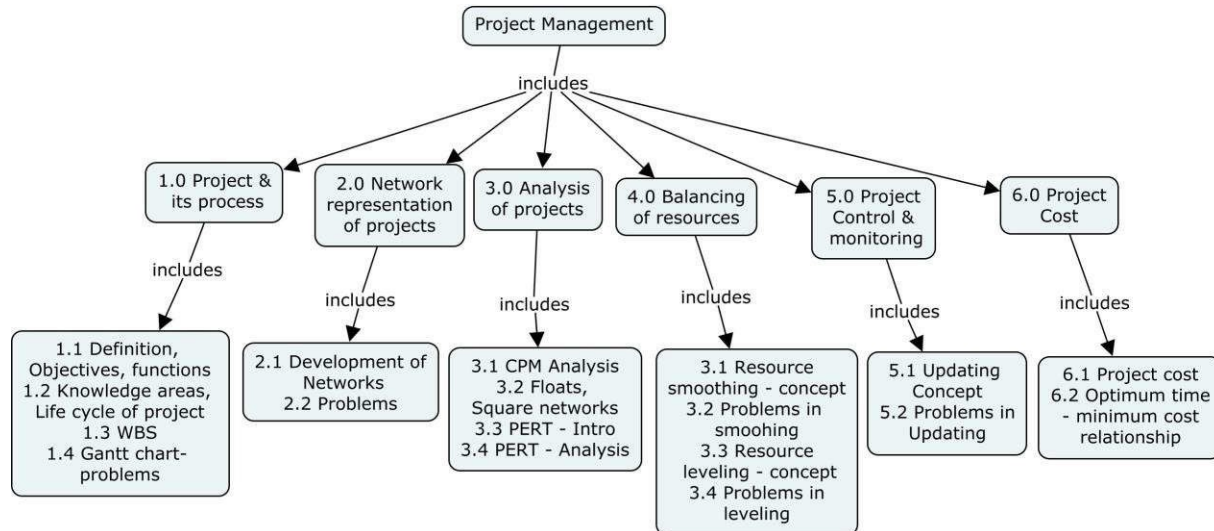 Project Management
includes
1.0 Project &
its process
2.0 Network
representation
of projects
3.0 Analysis
of projects
4.0 Balancing
of resources
5.0 Project
Control &
monitoring
6.0 Project
Cost
includes
includes
includes
includes
includes
includes
1.1 Definition,
Objectives, functions
1.2 Knowledge areas,
Life cycle of project
1.3 WBS
1.4 Gantt chart-
problems
2.1 Development of
Networks
2.2 Problems
3.1 CPM Analysis
3.2 Floats,
Square networks
3.3 PERT - Intro
3.4 PERT - Analysis
3.1 Resource
smoothing - concept
3.2 Problems in
smoohing
3.3 Resource
leveling - concept
3.4 Problems in
leveling
5.1 Updating
Concept
5.2 Problems in
Updating
6.1 Project cost
6.2 Optimum time
- minimum cost
relationship